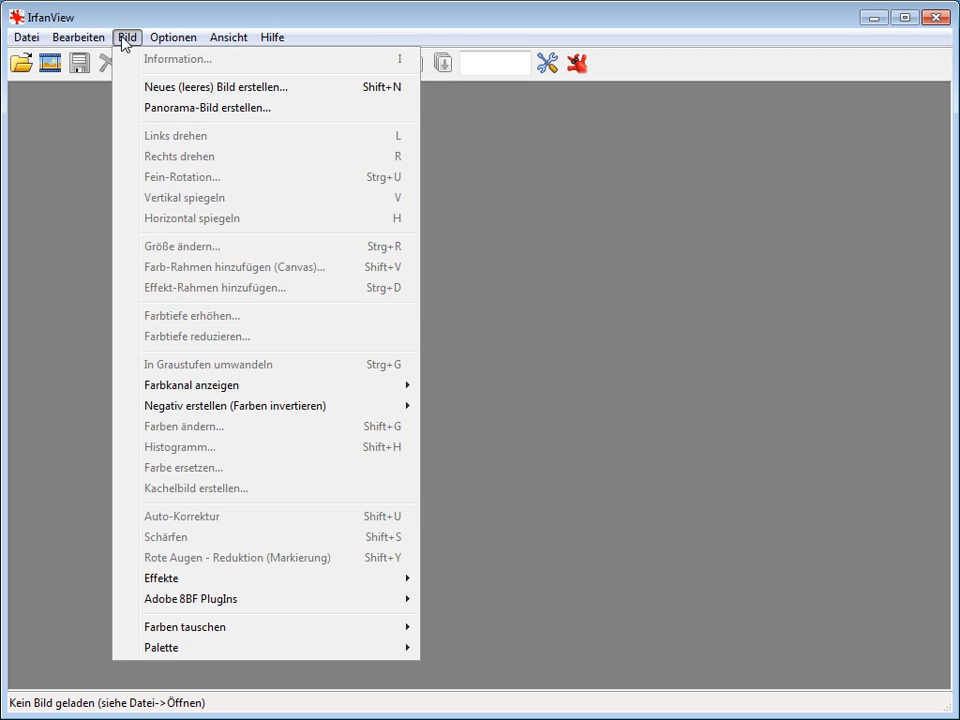 IrfanView
Datei Bearbeiten Bild Optionen Ansicht Hilfe
Information... I
Neues (leeres) Bild erstellen... Shift+N
Panorama-Bild erstellen...
Links drehen L
Rechts drehen R
Fein-Rotation... Strg+U
Vertikal spiegeln V
Horizontal spiegeln H
Größe ändern... Strg+R
Farb-Rahmen hinzufügen (Canvas)... Shift+V
Effekt-Rahmen hinzufügen... Strg+D
Farbtiefe erhöhen...
Farbtiefe reduzieren...
In Graustufen umwandeln Strg+G
Farbkanal anzeigen
Negativ erstellen (Farben invertieren)
Farben ändern... Shift+G
Histogramm... Shift+H
Farbe ersetzen...
Kachelbild erstellen...
Auto-Korrektur Shift+U
Schärfen Shift+S
Rote Augen - Reduktion (Markierung) Shift+Y
Effekte
Adobe 8BF PlugIns
Farben tauschen
Palette
Kein Bild geladen (siehe Datei->Öffnen)